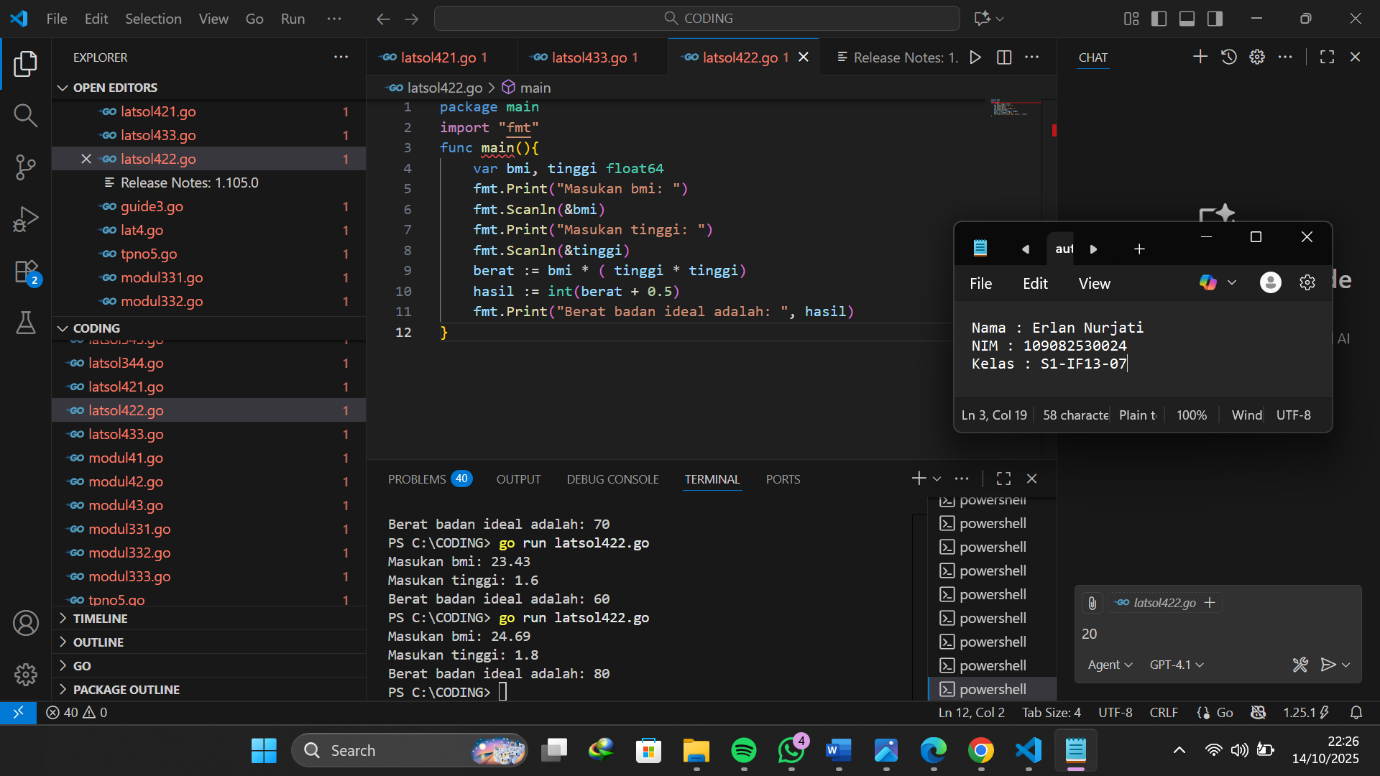 File Edit Selection View Go Run ··· CODING
EXPLORER ···
OPEN EDITORS
latsol421.go 1
latsol433.go 1
latsol422.go 1
Release Notes: 1.105.0
guide3.go 1
lat4.go 1
tpno5.go 1
modul331.go 1
modul332.go 1
CODING
latsol343.go 1
latsol344.go 1
latsol421.go 1
latsol422.go 1
latsol433.go 1
modul41.go 1
modul42.go 1
modul43.go 1
modul331.go 1
modul332.go 1
modul333.go 1
tpno5.go 1
TIMELINE
OUTLINE
GO
PACKAGE OUTLINE
2
latsol421.go 1 latsol433.go 1 latsol422.go 1 Release Notes: 1.
latsol422.go > main
1 package main
2 import "fmt"
3 func main(){
4 var bmi, tinggi float64
5 fmt.Print("Masukan bmi: ")
6 fmt.Scanln(&bmi)
7 fmt.Print("Masukan tinggi: ")
8 fmt.Scanln(&tinggi)
9 berat := bmi * ( tinggi * tinggi)
10 hasil := int(berat + 0.5)
11 fmt.Print("Berat badan ideal adalah: ", hasil)
12 }
PROBLEMS 40 OUTPUT DEBUG CONSOLE TERMINAL PORTS
Berat badan ideal adalah: 70
PS C:\CODING> go run latsol422.go
Masukan bmi: 23.43
Masukan tinggi: 1.6
Berat badan ideal adalah: 60
PS C:\CODING> go run latsol422.go
Masukan bmi: 24.69
Masukan tinggi: 1.8
Berat badan ideal adalah: 80
PS C:\CODING>
powershell
powershell
powershell
powershell
powershell
powershell
powershell
powershell
powershell
CHAT
de
AI
aut
File Edit View
Nama : Erlan Nurjati
NIM : 109082530024
Kelas : S1-IF13-07
Ln 3, Col 19 58 characte Plain t 100% Wind UTF-8
latsol422.go
20
Agent GPT-4.1
40 0 Ln 12, Col 2 Tab Size: 4 UTF-8 CRLF Go 1.25.1
Search 4 22:26
14/10/2025